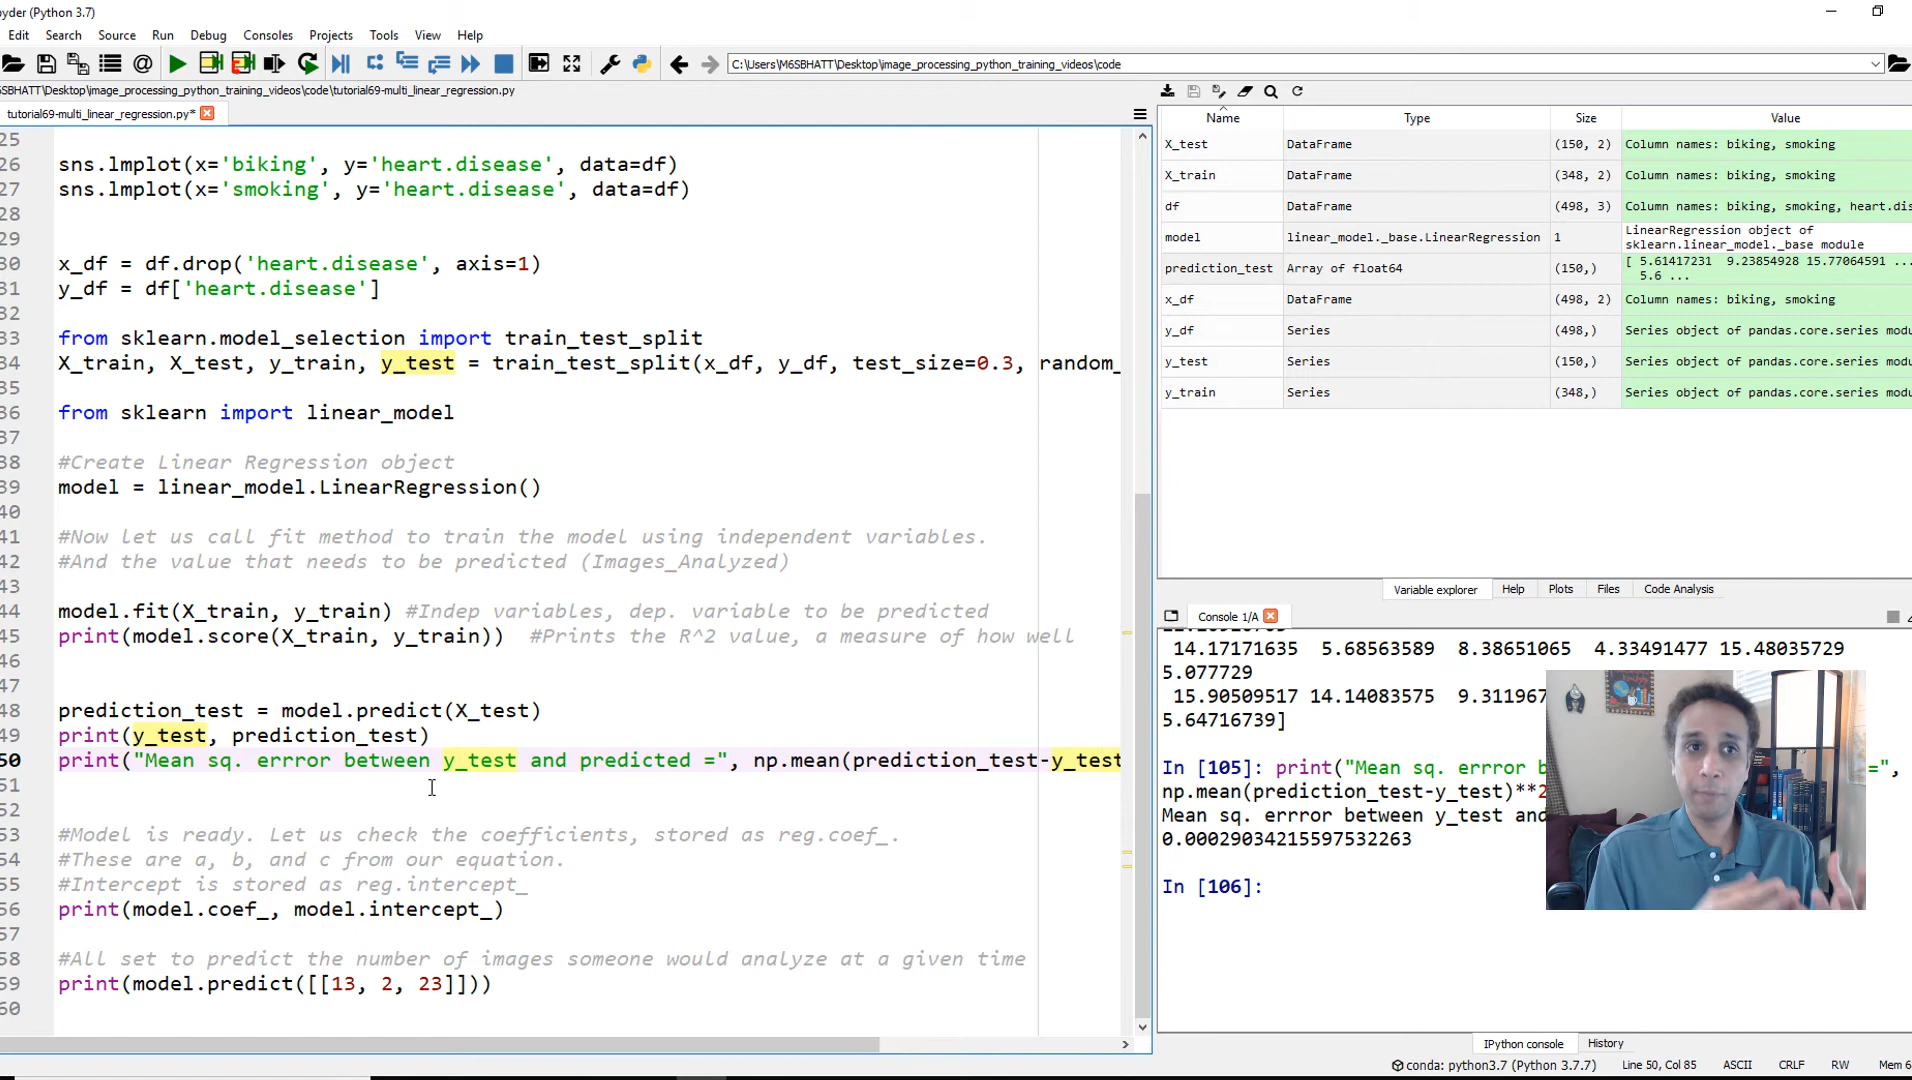 pyder (Python 3.7)
Edit Search Source Run Debug Consoles Projects Tools View Help
C:\Users\M6SBHATT\Desktop\image_processing_python_training_videos\code
M6SBHATT\Desktop\image_processing_python_training_videos\code\tutorial69-multi_linear_regression.py
tutorial69-multi_linear_regression.py*
25
26 sns.lmplot(x='biking', y='heart.disease', data=df)
27 sns.lmplot(x='smoking', y='heart.disease', data=df)
28
29
30 x_df = df.drop('heart.disease', axis=1)
31 y_df = df['heart.disease']
32
33 from sklearn.model_selection import train_test_split
34 X_train, X_test, y_train, y_test = train_test_split(x_df, y_df, test_size=0.3, random_
35
36 from sklearn import linear_model
37
38 #Create Linear Regression object
39 model = linear_model.LinearRegression()
40
41 #Now let us call fit method to train the model using independent variables.
42 #And the value that needs to be predicted (Images_Analyzed)
43
44 model.fit(X_train, y_train) #Indep variables, dep. variable to be predicted
45 print(model.score(X_train, y_train))  #Prints the R^2 value, a measure of how well
46
47
48 prediction_test = model.predict(X_test)
49 print(y_test, prediction_test)
50 print("Mean sq. errror between y_test and predicted =", np.mean(prediction_test-y_test
51
52
53 #Model is ready. Let us check the coefficients, stored as reg.coef_.
54 #These are a, b, and c from our equation.
55 #Intercept is stored as reg.intercept_
56 print(model.coef_, model.intercept_)
57
58 #All set to predict the number of images someone would analyze at a given time
59 print(model.predict([[13, 2, 23]]))
60
Name Type Size Value
X_test DataFrame (150, 2) Column names: biking, smoking
X_train DataFrame (348, 2) Column names: biking, smoking
df DataFrame (498, 3) Column names: biking, smoking, heart.dis
model linear_model._base.LinearRegression 1 LinearRegression object of
sklearn.linear_model._base module
prediction_test Array of float64 (150,) [ 5.61417231 9.23854928 15.77064591 ...
5.6 ...
x_df DataFrame (498, 2) Column names: biking, smoking
y_df Series (498,) Series object of pandas.core.series modu
y_test Series (150,) Series object of pandas.core.series modu
y_train Series (348,) Series object of pandas.core.series modu
Variable explorer Help Plots Files Code Analysis
Console 1/A
14.17171635 5.68563589 8.38651065 4.33491477 15.48035729
5.077729
15.90509517 14.14083575 9.311967
5.64716739]
In [105]: print("Mean sq. errror b =",
np.mean(prediction_test-y_test)**2
Mean sq. errror between y_test and
0.00029034215597532263
In [106]:
IPython console History
conda: python3.7 (Python 3.7.7) Line 50, Col 85 ASCII CRLF RW Mem 6